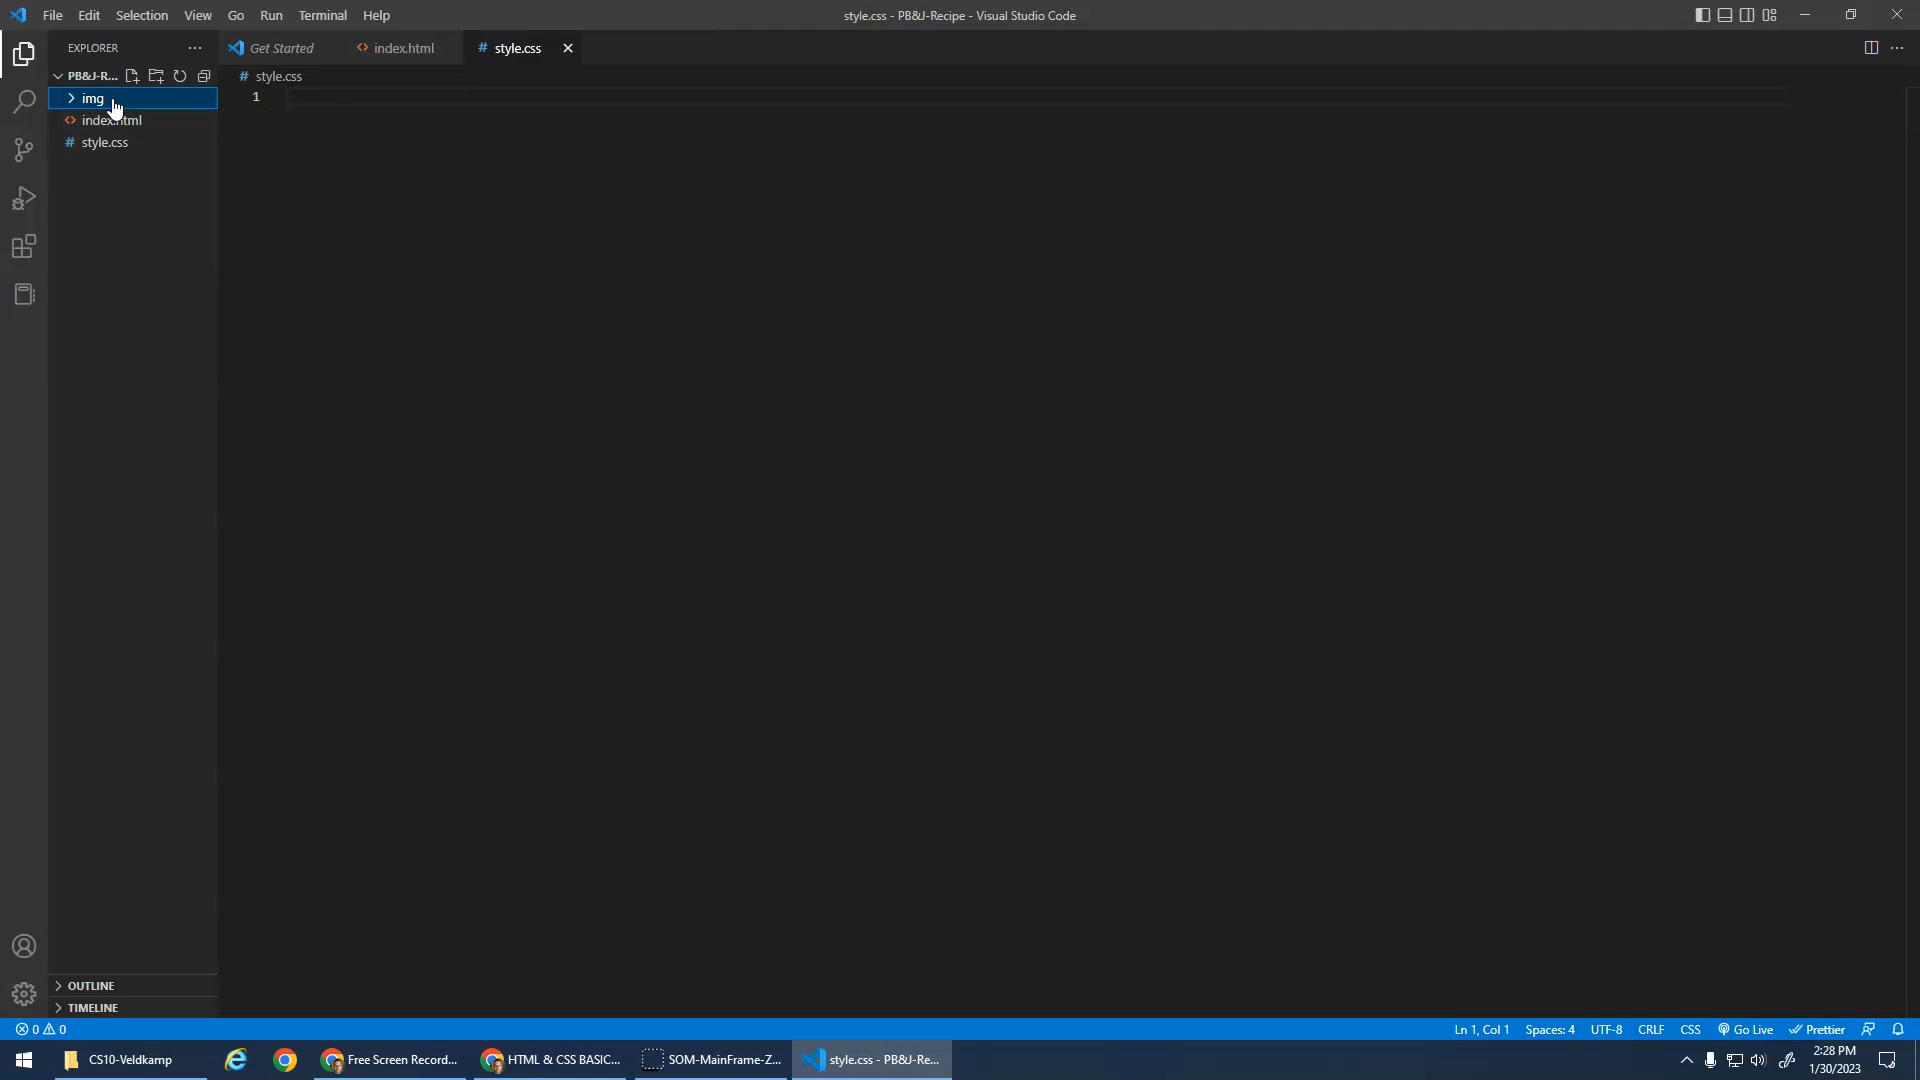 File Edit Selection View Go Run Terminal Help
style.css - PB&J-Recipe - Visual Studio Code
EXPLORER
Get Started
index.html
# style.css
PB&J-R...
# style.css
img
1
index.html
# style.css
OUTLINE
TIMELINE
0 0
Ln 1, Col 1 Spaces: 4 UTF-8 CRLF CSS Go Live Prettier
CS10-Veldkamp
Free Screen Record...
HTML & CSS BASIC...
SOM-MainFrame-Z...
style.css - PB&J-Re...
2:28 PM
1/30/2023